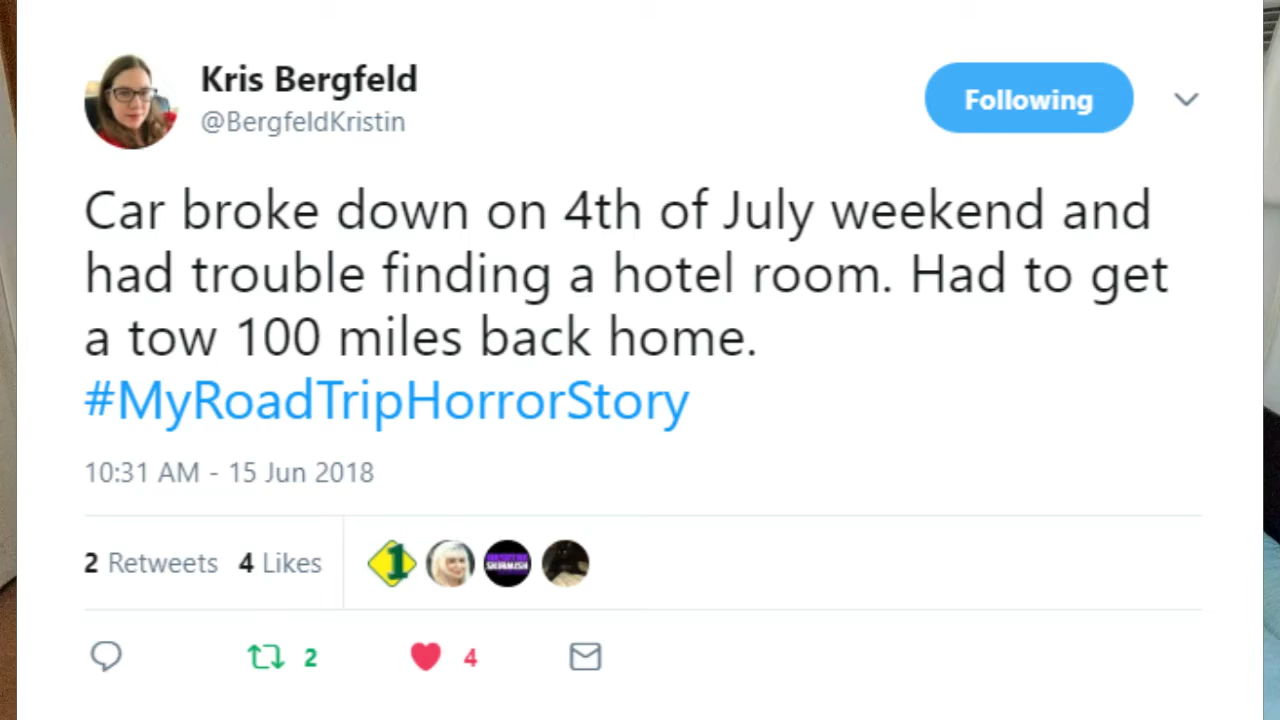 Kris Bergfeld
@BergfeldKristin
Following
Car broke down on 4th of July weekend and
had trouble finding a hotel room. Had to get
a tow 100 miles back home.
#MyRoadTripHorrorStory
10:31 AM - 15 Jun 2018
2 Retweets 4 Likes
1
2
4